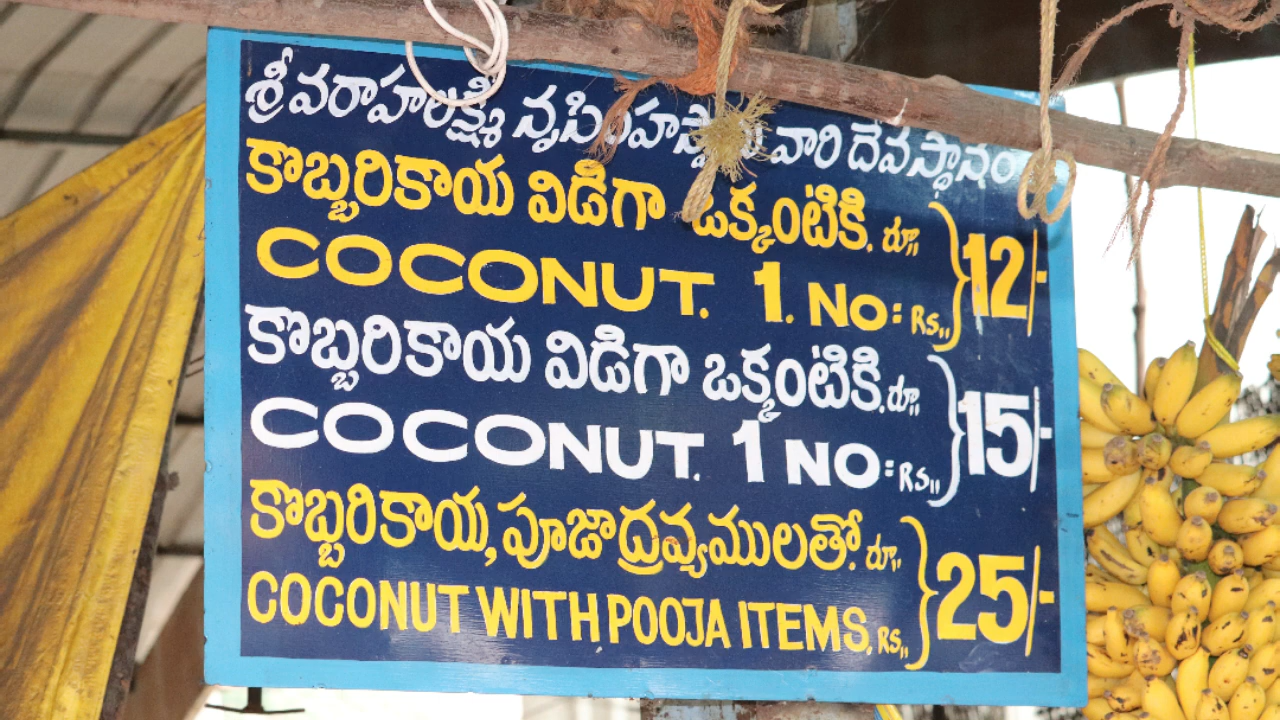 శ్రీ వరాహలక్ష్మీ నృసింహస్వామి వారి దేవస్థానం
కొబ్బరికాయ విడిగా ఒక్కంటికి. రూ,, } 12/-
COCONUT. 1. No: Rs,,
కొబ్బరికాయ విడిగా ఒక్కంటికి. రూ,, } 15/-
COCONUT. 1 NO: Rs,,
కొబ్బరికాయ, పూజాద్రవ్యములతో. రూ,, } 25/-
COCONUT WITH POOJA ITEMS. Rs,,